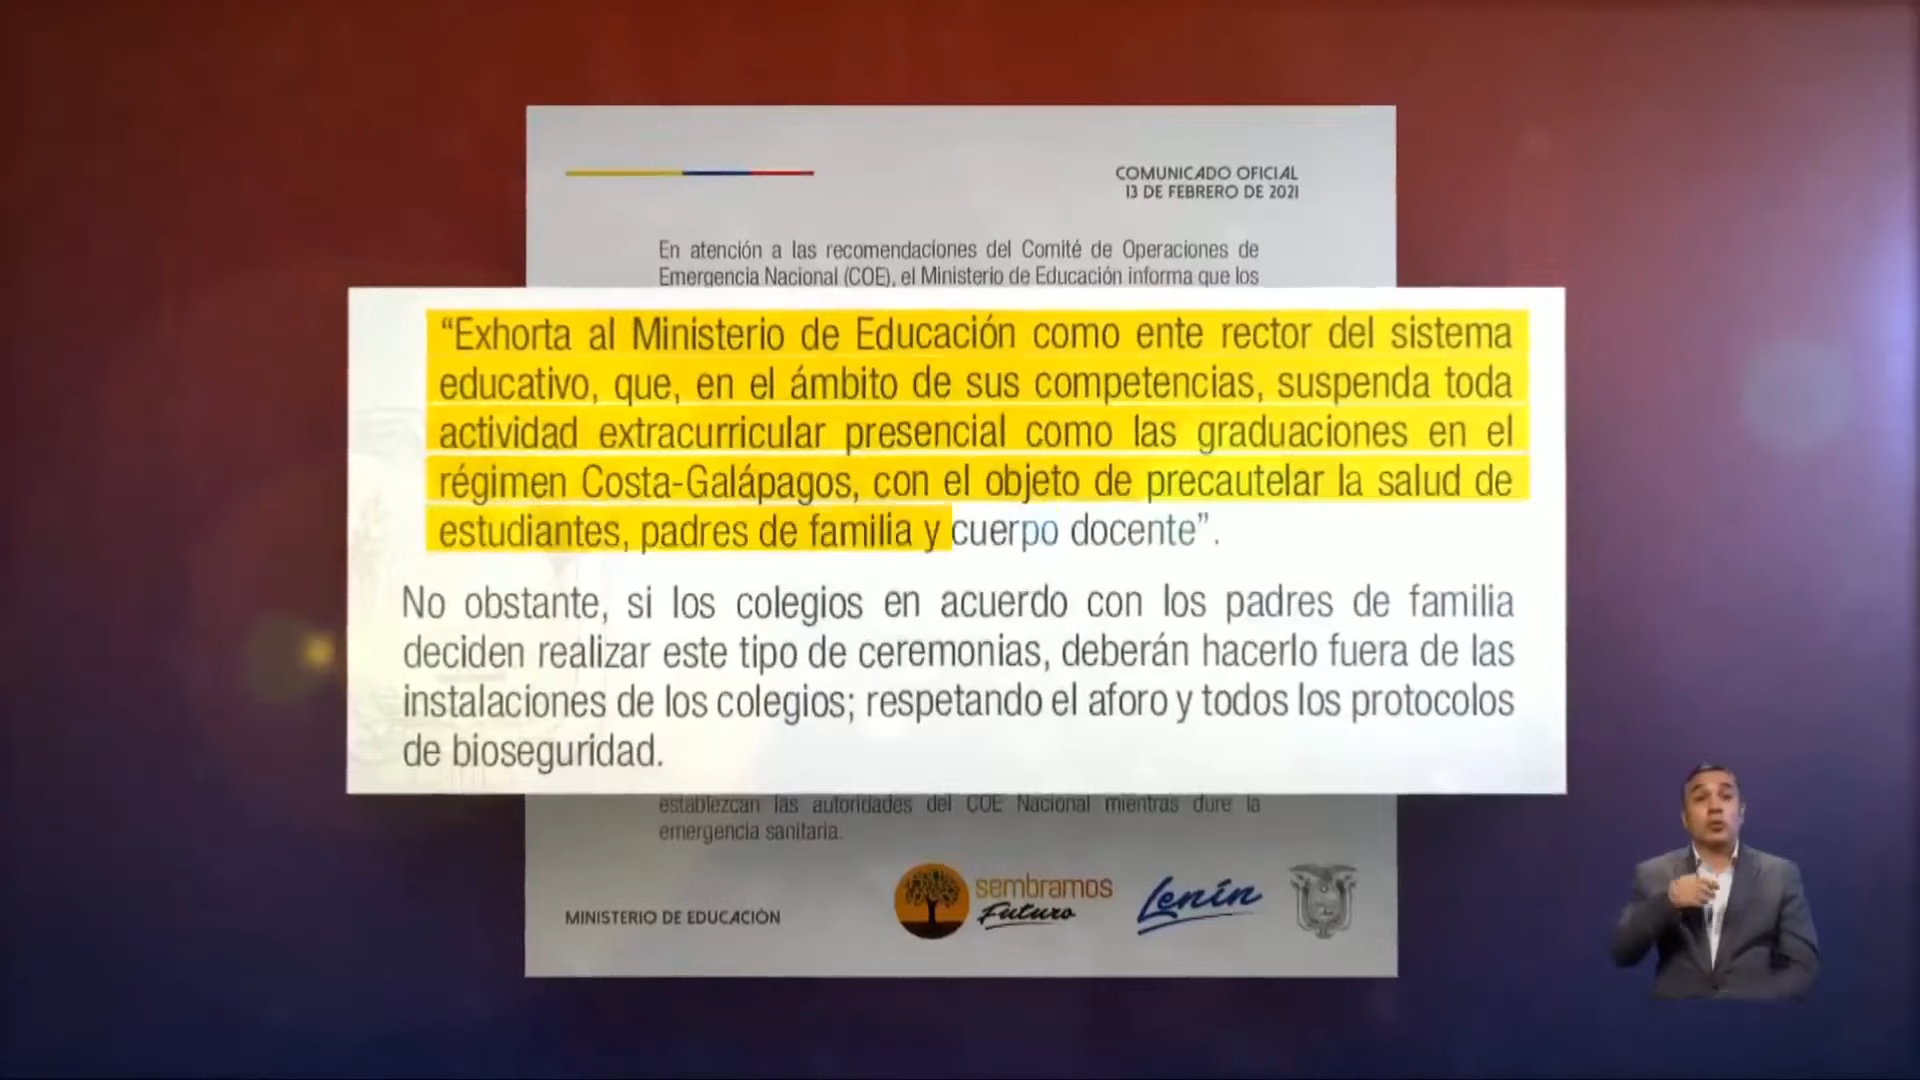 COMUNICADO OFICIAL
13 DE FEBRERO DE 2021
En atención a las recomendaciones del Comité de Operaciones de
Emergencia Nacional (COE), el Ministerio de Educación informa que los
“Exhorta al Ministerio de Educación como ente rector del sistema
educativo, que, en el ámbito de sus competencias, suspenda toda
actividad extracurricular presencial como las graduaciones en el
régimen Costa-Galápagos, con el objeto de precautelar la salud de
estudiantes, padres de familia y cuerpo docente”.
No obstante, si los colegios en acuerdo con los padres de familia
deciden realizar este tipo de ceremonias, deberán hacerlo fuera de las
instalaciones de los colegios; respetando el aforo y todos los protocolos
de bioseguridad.
establezcan las autoridades del COE Nacional mientras dure la
emergencia sanitaria.
MINISTERIO DE EDUCACIÓN
sembramos
Futuro
Lenín